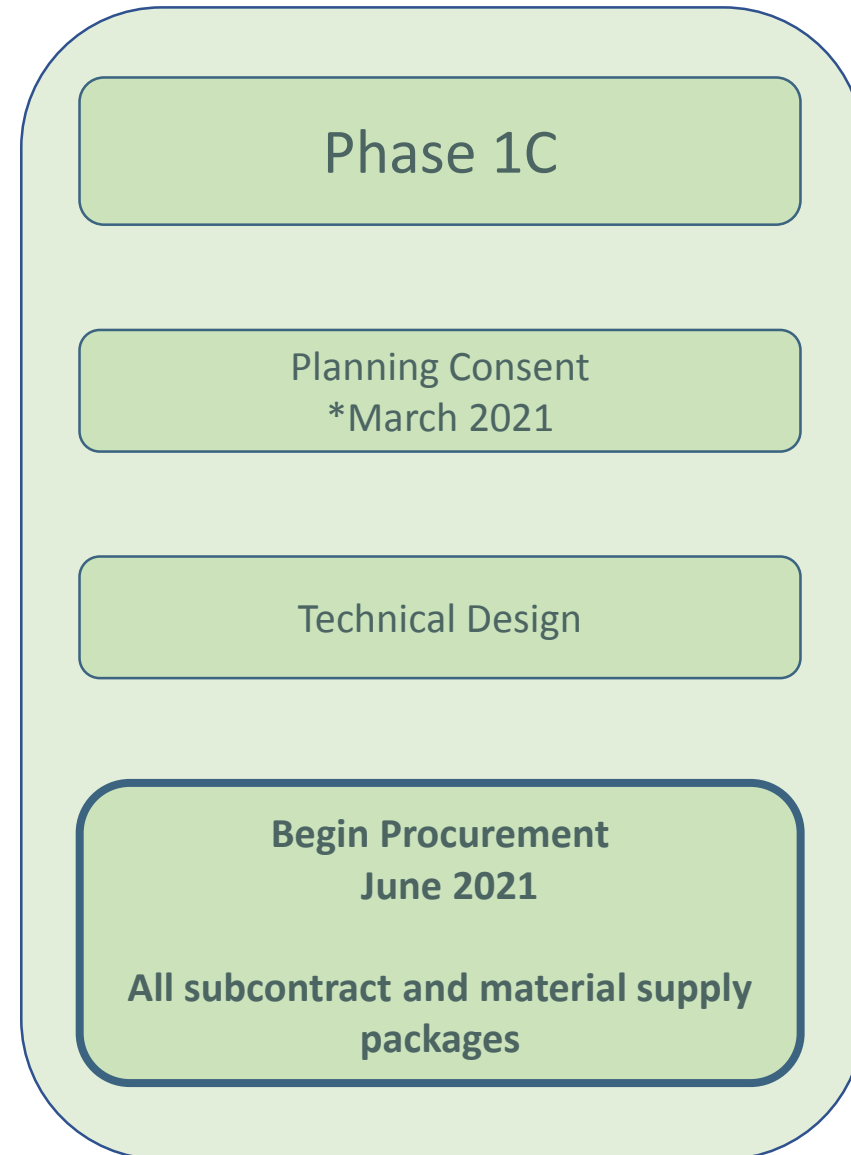 Phase 1C
Planning Consent
*March 2021
Technical Design
Begin Procurement
June 2021
All subcontract and material supply
packages